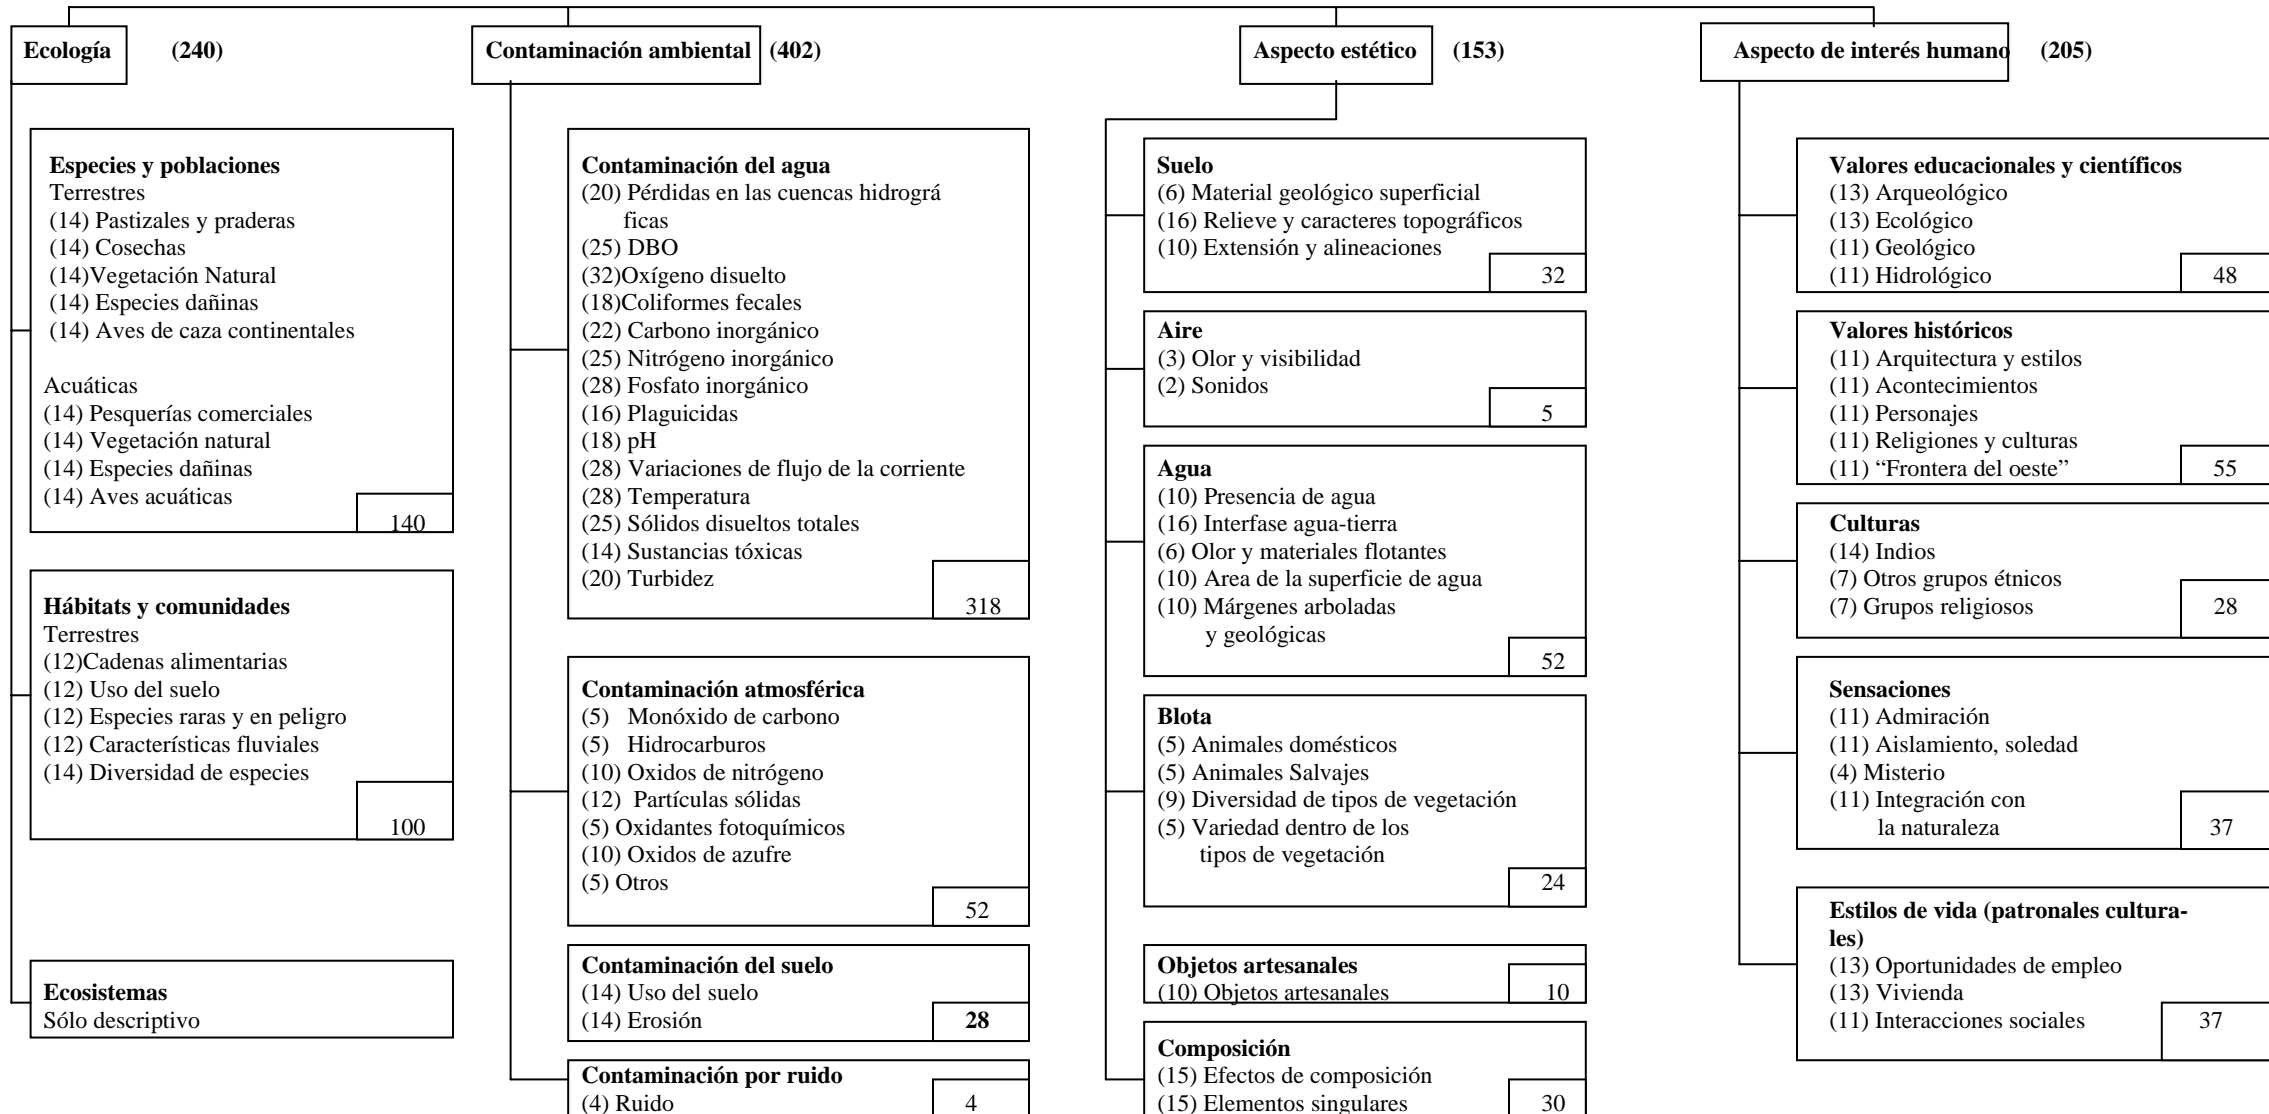 Ecología (240)
Especies y poblaciones
Terrestres
(14) Pastizales y praderas
(14) Cosechas
(14)Vegetación Natural
(14) Especies dañinas
(14) Aves de caza continentales
Acuáticas
(14) Pesquerías comerciales
(14) Vegetación natural
(14) Especies dañinas
(14) Aves acuáticas
140
Hábitats y comunidades
Terrestres
(12)Cadenas alimentarias
(12) Uso del suelo
(12) Especies raras y en peligro
(12) Características fluviales
(14) Diversidad de especies
100
Ecosistemas
Sólo descriptivo
Contaminación ambiental (402)
Contaminación del agua
(20) Pérdidas en las cuencas hidrográ
ficas
(25) DBO
(32)Oxígeno disuelto
(18)Coliformes fecales
(22) Carbono inorgánico
(25) Nitrógeno inorgánico
(28) Fosfato inorgánico
(16) Plaguicidas
(18) pH
(28) Variaciones de flujo de la corriente
(28) Temperatura
(25) Sólidos disueltos totales
(14) Sustancias tóxicas
(20) Turbidez
318
Contaminación atmosférica
(5) Monóxido de carbono
(5) Hidrocarburos
(10) Oxidos de nitrógeno
(12) Partículas sólidas
(5) Oxidantes fotoquímicos
(10) Oxidos de azufre
(5) Otros
52
Contaminación del suelo
(14) Uso del suelo
(14) Erosión
28
Contaminación por ruido
(4) Ruido
4
Aspecto estético (153)
Suelo
(6) Material geológico superficial
(16) Relieve y caracteres topográficos
(10) Extensión y alineaciones
32
Aire
(3) Olor y visibilidad
(2) Sonidos
5
Agua
(10) Presencia de agua
(16) Interfase agua-tierra
(6) Olor y materiales flotantes
(10) Area de la superficie de agua
(10) Márgenes arboladas
y geológicas
52
Blota
(5) Animales domésticos
(5) Animales Salvajes
(9) Diversidad de tipos de vegetación
(5) Variedad dentro de los
tipos de vegetación
24
Objetos artesanales
(10) Objetos artesanales
10
Composición
(15) Efectos de composición
(15) Elementos singulares
30
Aspecto de interés humano (205)
Valores educacionales y científicos
(13) Arqueológico
(13) Ecológico
(11) Geológico
(11) Hidrológico
48
Valores históricos
(11) Arquitectura y estilos
(11) Acontecimientos
(11) Personajes
(11) Religiones y culturas
(11) “Frontera del oeste”
55
Culturas
(14) Indios
(7) Otros grupos étnicos
(7) Grupos religiosos
28
Sensaciones
(11) Admiración
(11) Aislamiento, soledad
(4) Misterio
(11) Integración con
la naturaleza
37
Estilos de vida (patronales cultura-
les)
(13) Oportunidades de empleo
(13) Vivienda
(11) Interacciones sociales
37